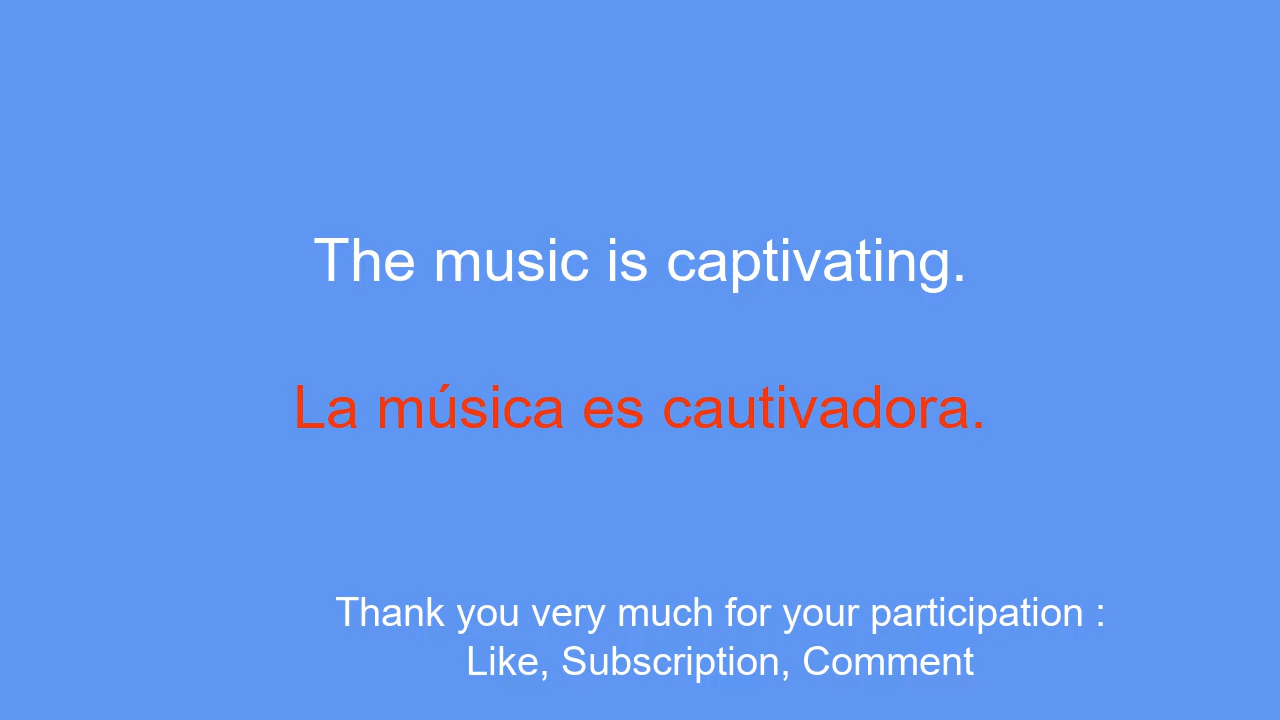 The music is captivating.
La música es cautivadora.
Thank you very much for your participation :
Like, Subscription, Comment